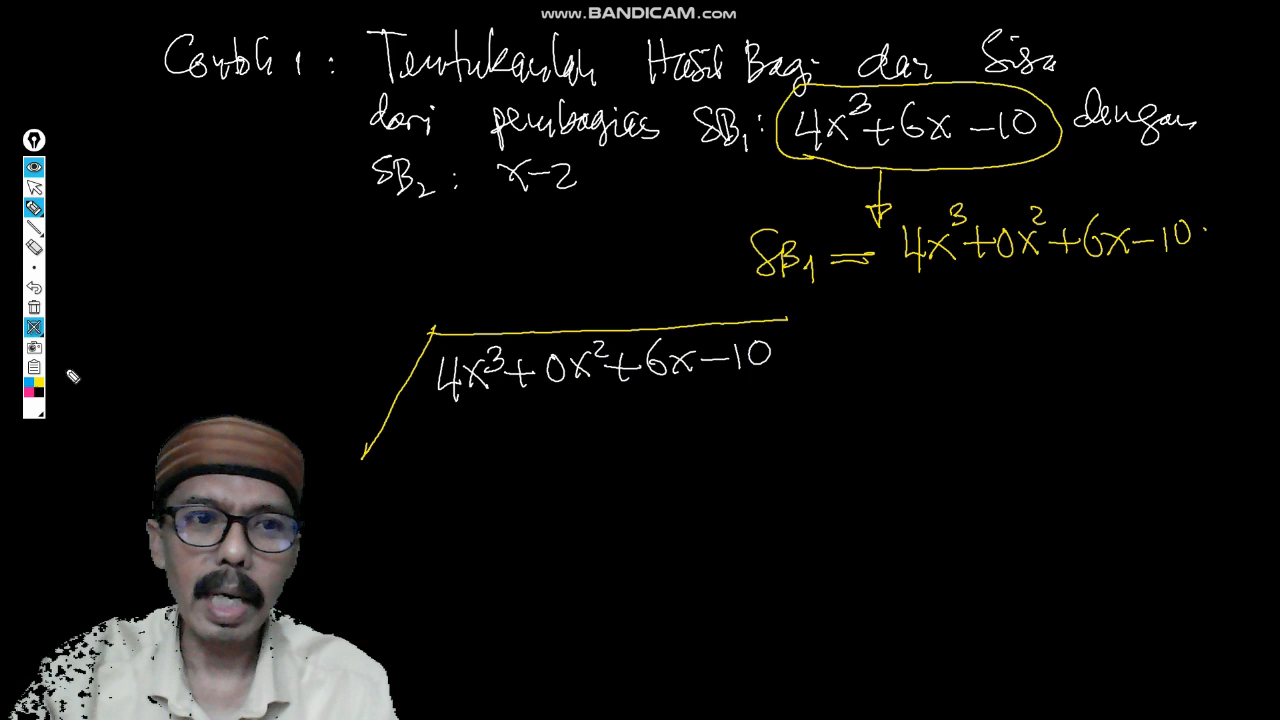 www.BANDICAM.com
Contoh 1 : Tentukanlah Hasil Bagi dan Sisa
dari pembagian SB₁ : 4x³+6x-10 dengan
SB₂ : x-2
SB₁ = 4x³+0x²+6x-10.
4x³+0x²+6x-10